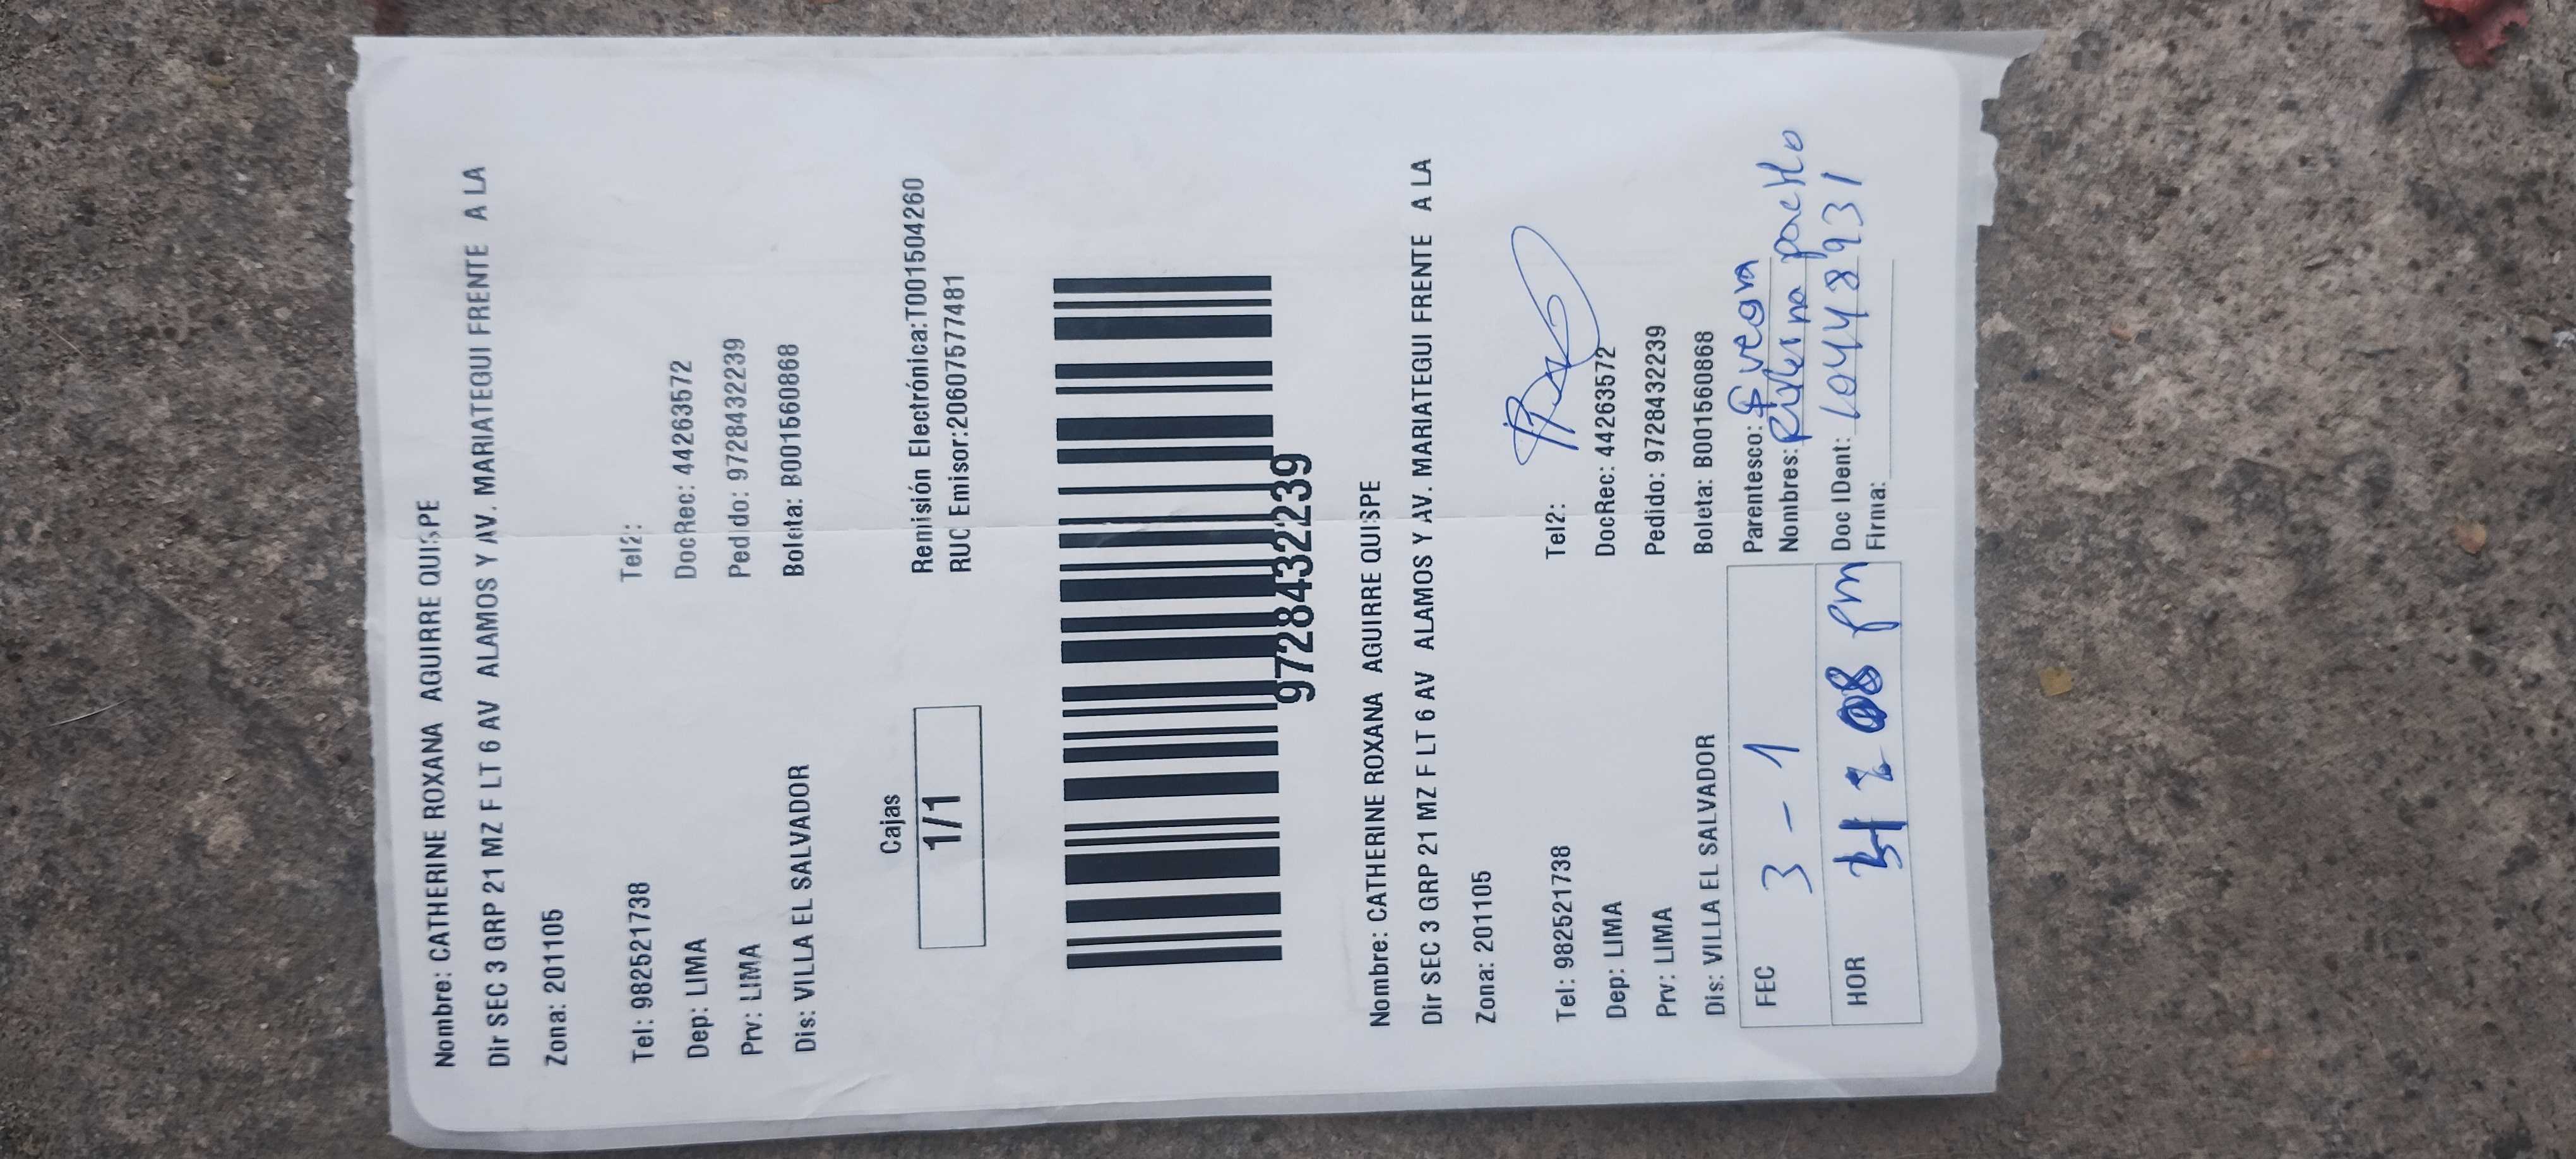 Nombre: CATHERINE ROXANA AGUIRRE QUISPE
Dir SEC 3 GRP 21 MZ F LT 6 AV ALAMOS Y AV. MARIATEGUI FRENTE A LA
Zona: 201105
Tel: 982521738 Tel2:
Dep: LIMA DocRec: 44263572
Prv: LIMA Pedido: 9728432239
Dis: VILLA EL SALVADOR Boleta: B001560868
Cajas
1/1
Remisión Electrónica:T001504260
RUC Emisor:20607577481
9728432239
Nombre: CATHERINE ROXANA AGUIRRE QUISPE
Dir SEC 3 GRP 21 MZ F LT 6 AV ALAMOS Y AV. MARIATEGUI FRENTE A LA
Zona: 201105
Tel: 982521738 Tel2:
Dep: LIMA DocRec: 44263572
Prv: LIMA Pedido: 9728432239
Dis: VILLA EL SALVADOR Boleta: B001560868
FEC 3 - 1 Parentesco:
Nombres:
HOR 08 pm Doc IDent: 10448931
Firma: